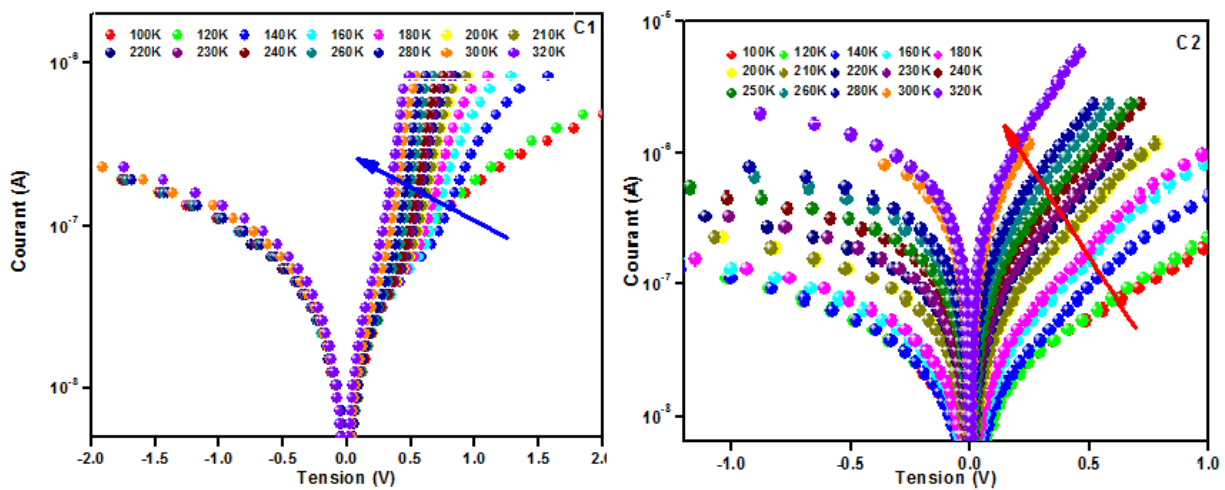 C1
100K 120K 140K 160K 180K 200K 210K
220K 230K 240K 260K 280K 300K 320K
10⁻⁶
10⁻⁷
10⁻⁸
Courant (A)
-2.0 -1.5 -1.0 -0.5 0.0 0.5 1.0 1.5 2.0
Tension (V)
C2
100K 120K 140K 160K 180K
200K 210K 220K 230K 240K
250K 260K 280K 300K 320K
10⁻⁵
10⁻⁶
10⁻⁷
10⁻⁸
Courant (A)
-1.0 -0.5 0.0 0.5 1.0
Tension (V)